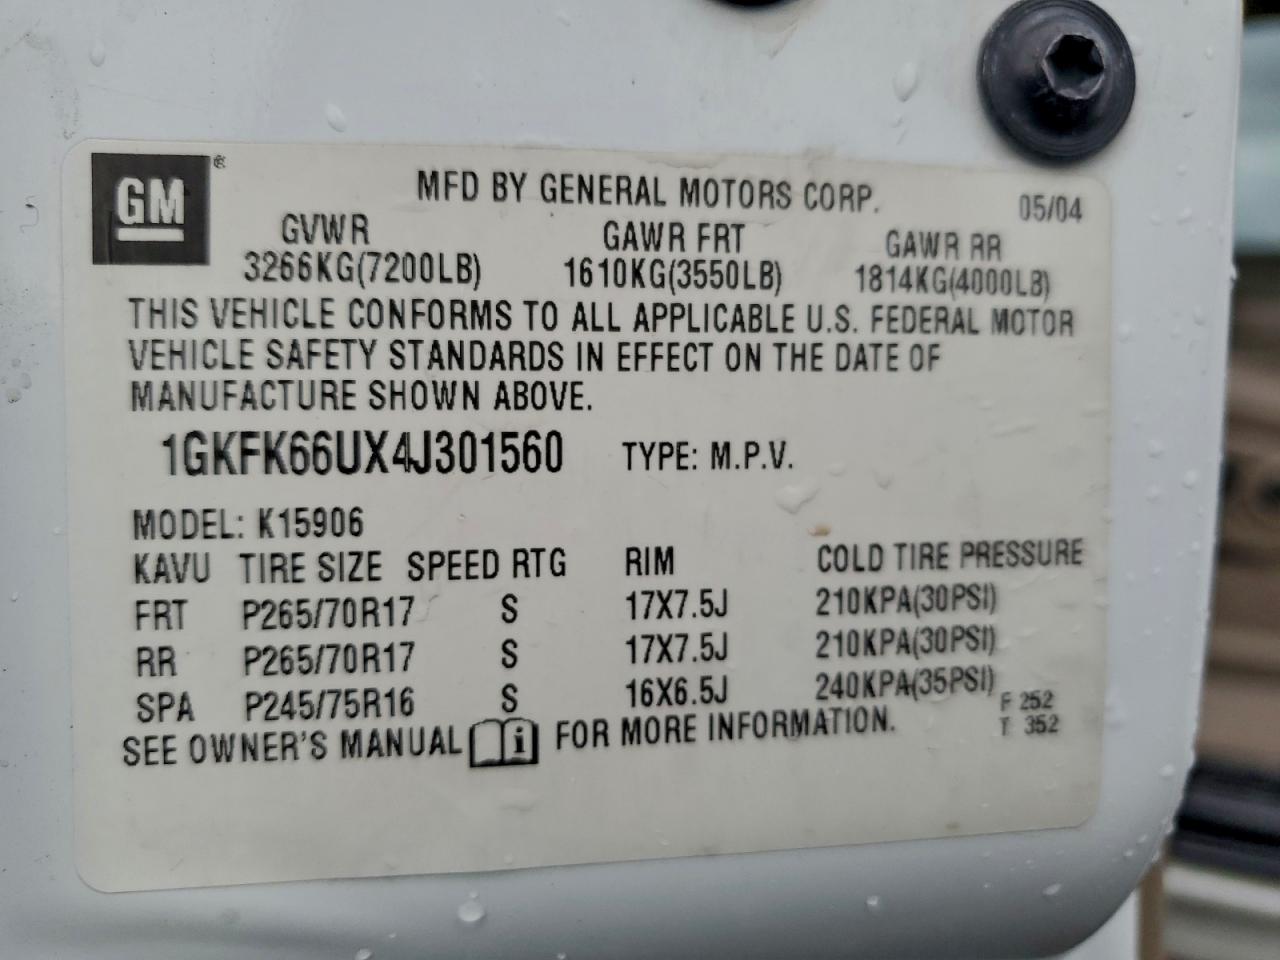 GM®
MFD BY GENERAL MOTORS CORP. 05/04
GVWR GAWR FRT GAWR RR
3266KG(7200LB) 1610KG(3550LB) 1814KG(4000LB)
THIS VEHICLE CONFORMS TO ALL APPLICABLE U.S. FEDERAL MOTOR
VEHICLE SAFETY STANDARDS IN EFFECT ON THE DATE OF
MANUFACTURE SHOWN ABOVE.
1GKFK66UX4J301560 TYPE: M.P.V.
MODEL: K15906
KAVU TIRE SIZE SPEED RTG RIM COLD TIRE PRESSURE
FRT P265/70R17 S 17X7.5J 210KPA(30PSI)
RR P265/70R17 S 17X7.5J 210KPA(30PSI)
SPA P245/75R16 S 16X6.5J 240KPA(35PSI)
F 252
SEE OWNER'S MANUAL FOR MORE INFORMATION. T 352